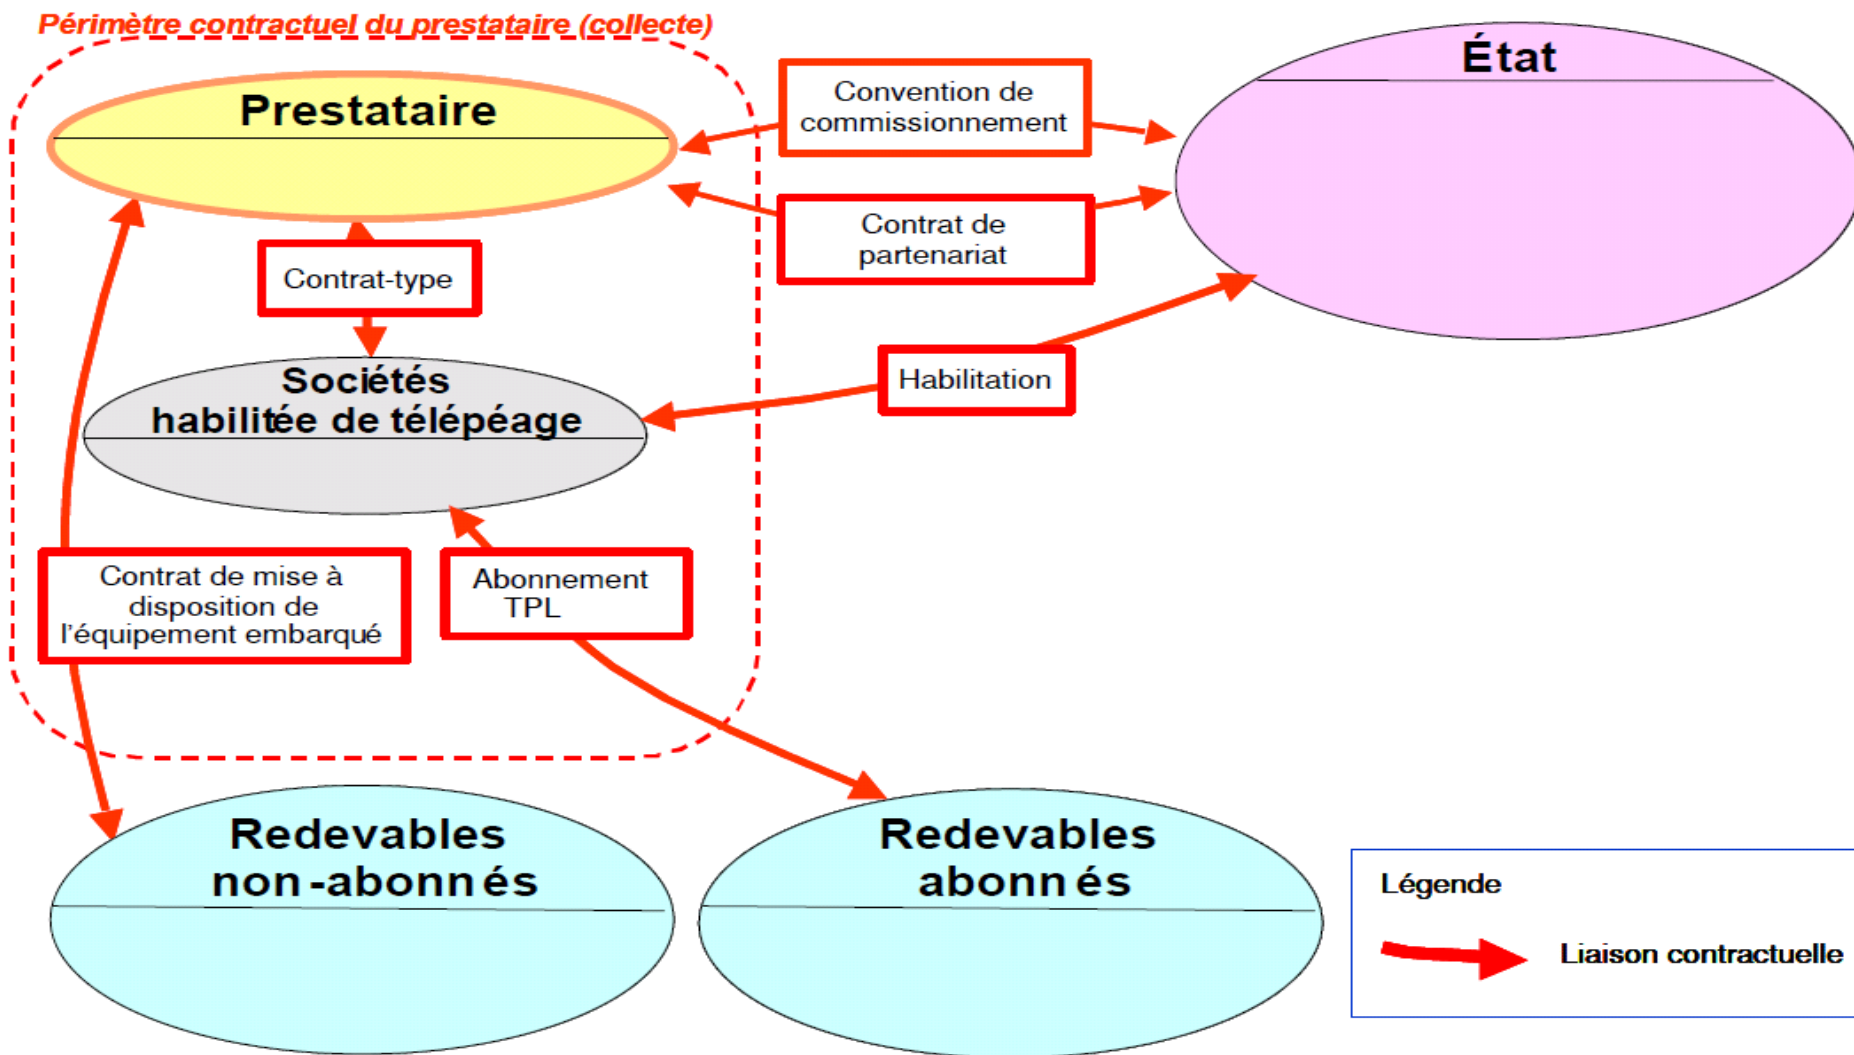 Périmètre contractuel du prestataire (collecte)
Prestataire
Convention de
commissionnement
État
Contrat de
partenariat
Contrat-type
Habilitation
Sociétés
habilitée de télépéage
Contrat de mise à
disposition de
l'équipement embarqué
Abonnement
TPL
Redevables
non-abonnés
Redevables
abonnés
Légende
Liaison contractuelle